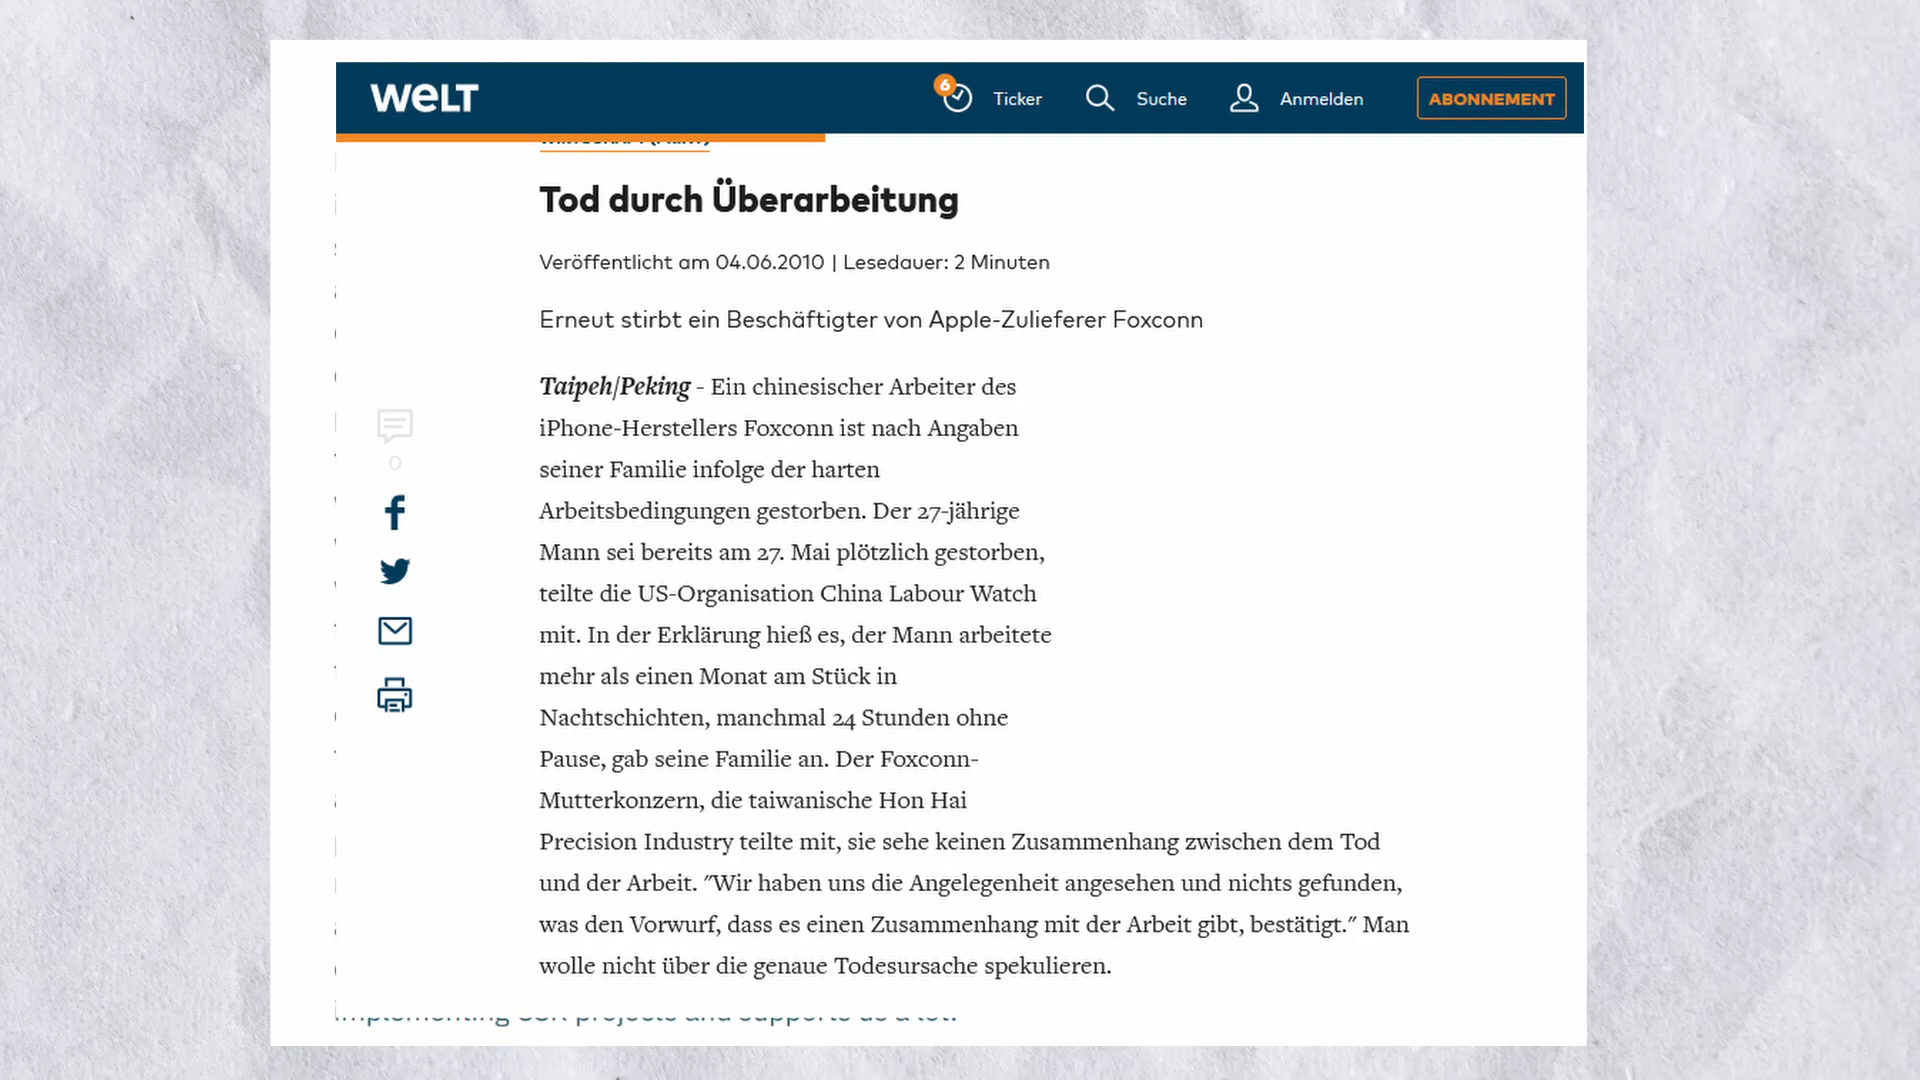 WELT
6
Ticker
Suche
Anmelden
ABONNEMENT
Tod durch Überarbeitung
Veröffentlicht am 04.06.2010 | Lesedauer: 2 Minuten
Erneut stirbt ein Beschäftigter von Apple-Zulieferer Foxconn
Taipeh/Peking - Ein chinesischer Arbeiter des
iPhone-Herstellers Foxconn ist nach Angaben
seiner Familie infolge der harten
Arbeitsbedingungen gestorben. Der 27-jährige
Mann sei bereits am 27. Mai plötzlich gestorben,
teilte die US-Organisation China Labour Watch
mit. In der Erklärung hieß es, der Mann arbeitete
mehr als einen Monat am Stück in
Nachtschichten, manchmal 24 Stunden ohne
Pause, gab seine Familie an. Der Foxconn-
Mutterkonzern, die taiwanische Hon Hai
Precision Industry teilte mit, sie sehe keinen Zusammenhang zwischen dem Tod
und der Arbeit. "Wir haben uns die Angelegenheit angesehen und nichts gefunden,
was den Vorwurf, dass es einen Zusammenhang mit der Arbeit gibt, bestätigt." Man
wolle nicht über die genaue Todesursache spekulieren.
0